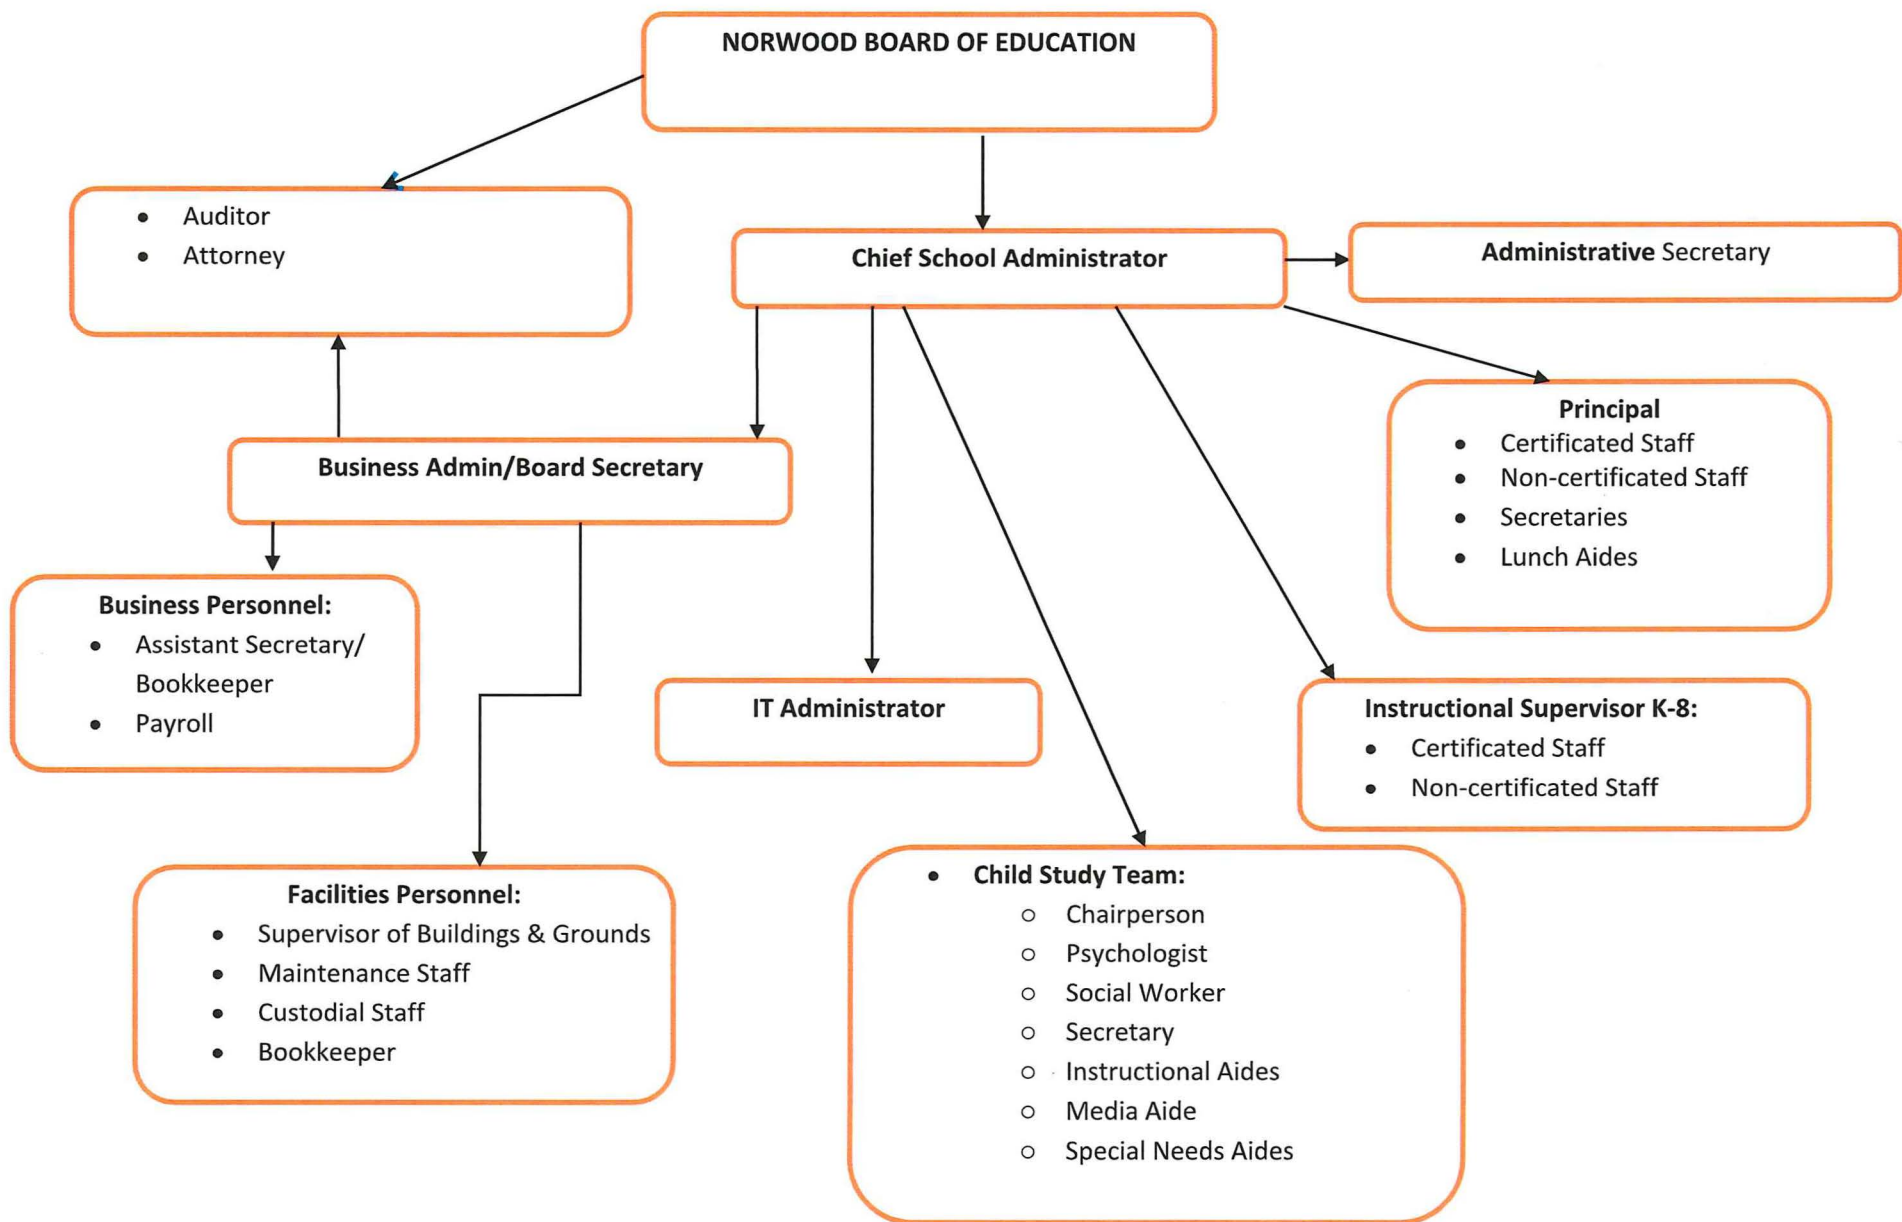 NORWOOD BOARD OF EDUCATION
• Auditor
• Attorney
Chief School Administrator
Administrative Secretary
Principal
• Certificated Staff
• Non-certificated Staff
• Secretaries
• Lunch Aides
Business Admin/Board Secretary
Business Personnel:
• Assistant Secretary/
Bookkeeper
• Payroll
IT Administrator
Instructional Supervisor K-8:
• Certificated Staff
• Non-certificated Staff
Facilities Personnel:
• Supervisor of Buildings & Grounds
• Maintenance Staff
• Custodial Staff
• Bookkeeper
• Child Study Team:
○ Chairperson
○ Psychologist
○ Social Worker
○ Secretary
○ Instructional Aides
○ Media Aide
○ Special Needs Aides